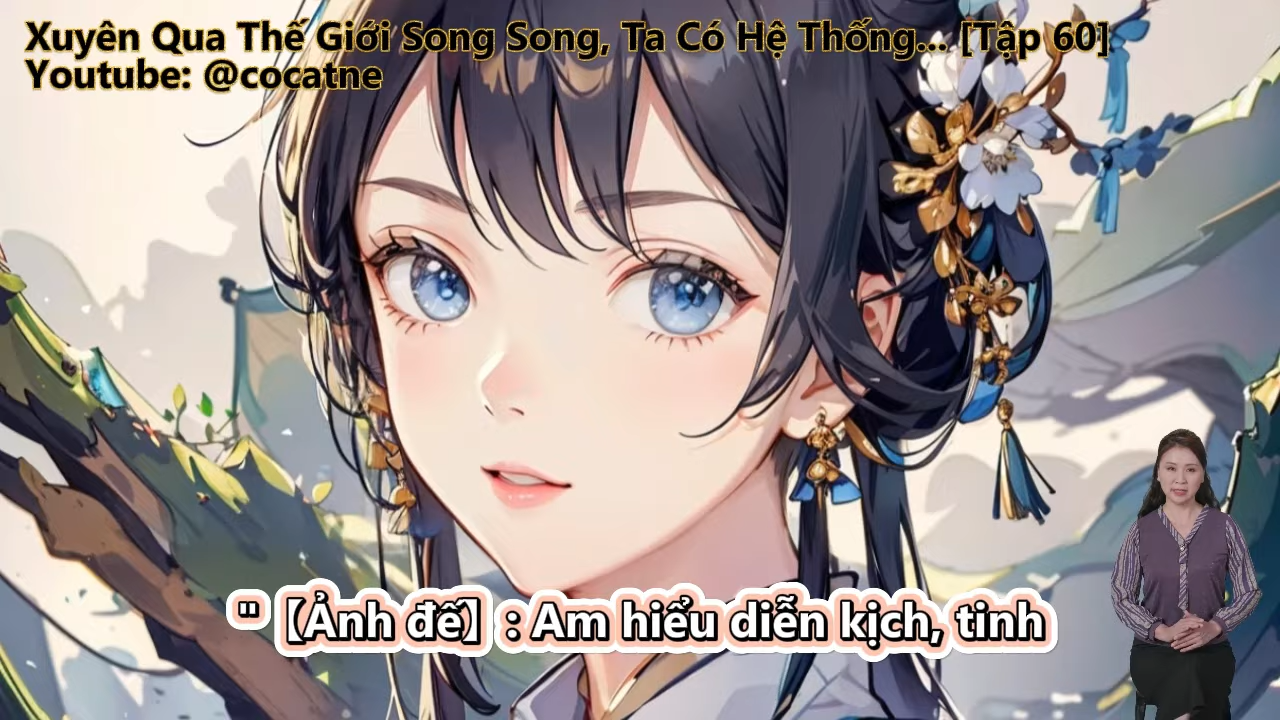 Xuyên Qua Thế Giới Song Song, Ta Có Hệ Thống... [Tập 60]
Youtube: @cocatne
"【Ảnh đế】: Am hiểu diễn kịch, tinh